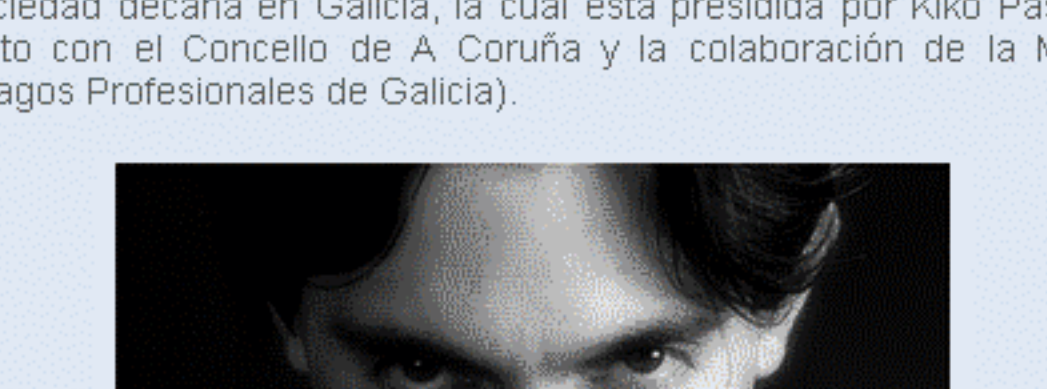 ciedad decana en Galicia, la cual está presidida por Kiko Pas
to con el Concello de A Coruña y la colaboración de la M
agos Profesionales de Galicia).